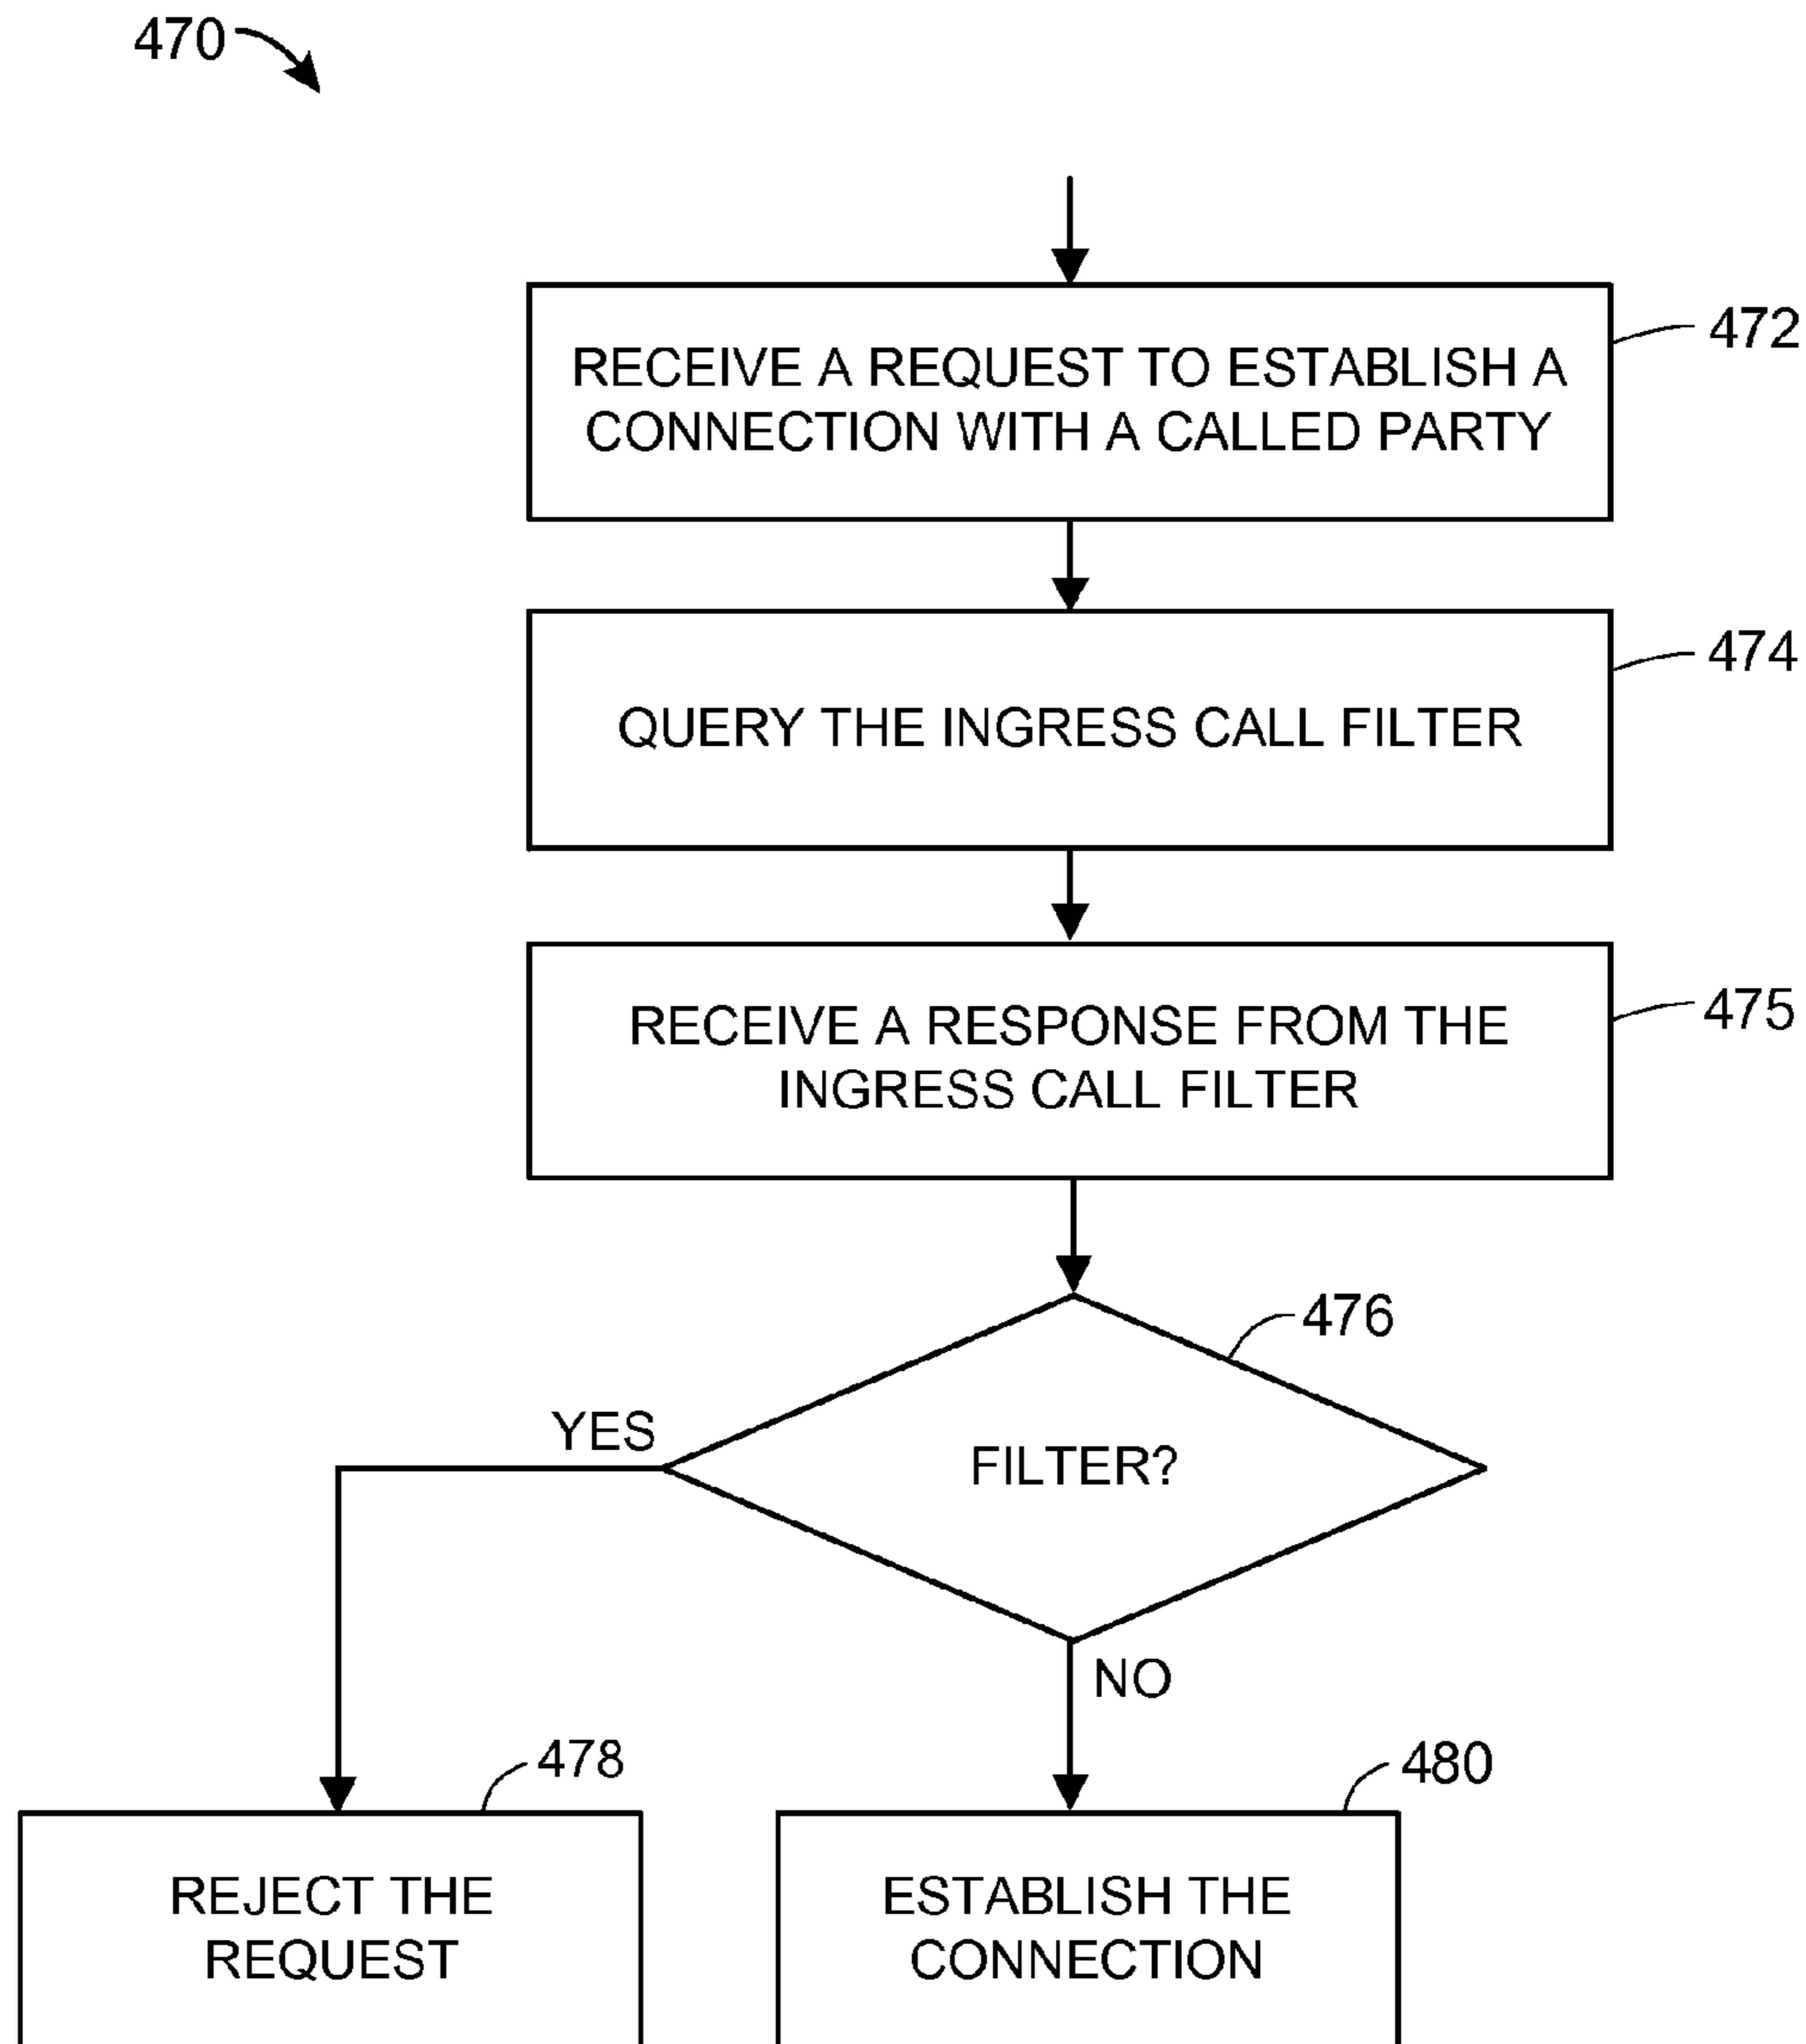 470
RECEIVE A REQUEST TO ESTABLISH A
CONNECTION WITH A CALLED PARTY
472
QUERY THE INGRESS CALL FILTER
474
RECEIVE A RESPONSE FROM THE
INGRESS CALL FILTER
475
476
FILTER?
YES
NO
478
REJECT THE
REQUEST
480
ESTABLISH THE
CONNECTION